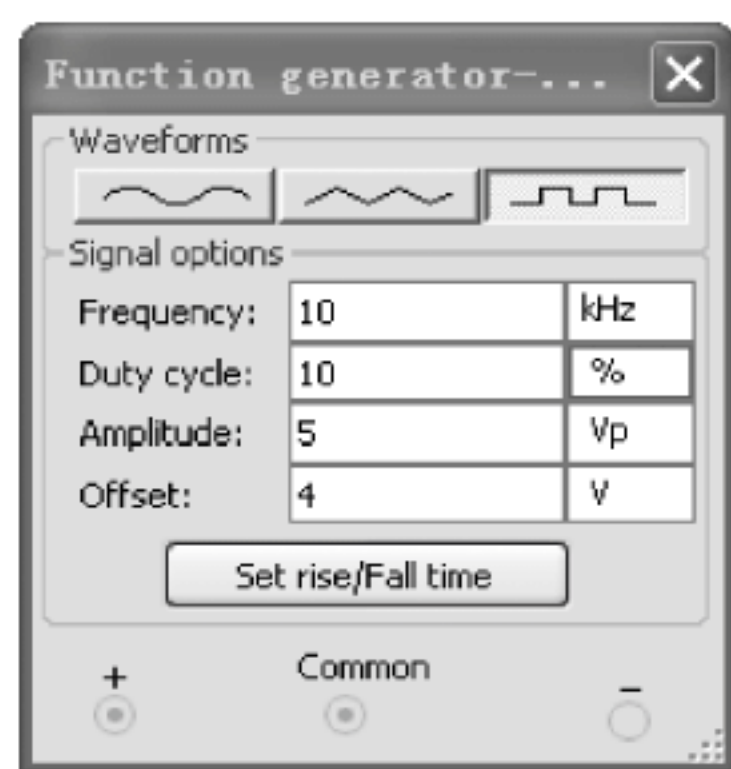 Function generator-...
Waveforms
Signal options
Frequency: 10 kHz
Duty cycle: 10 %
Amplitude: 5 Vp
Offset: 4 V
Set rise/Fall time
+ Common −